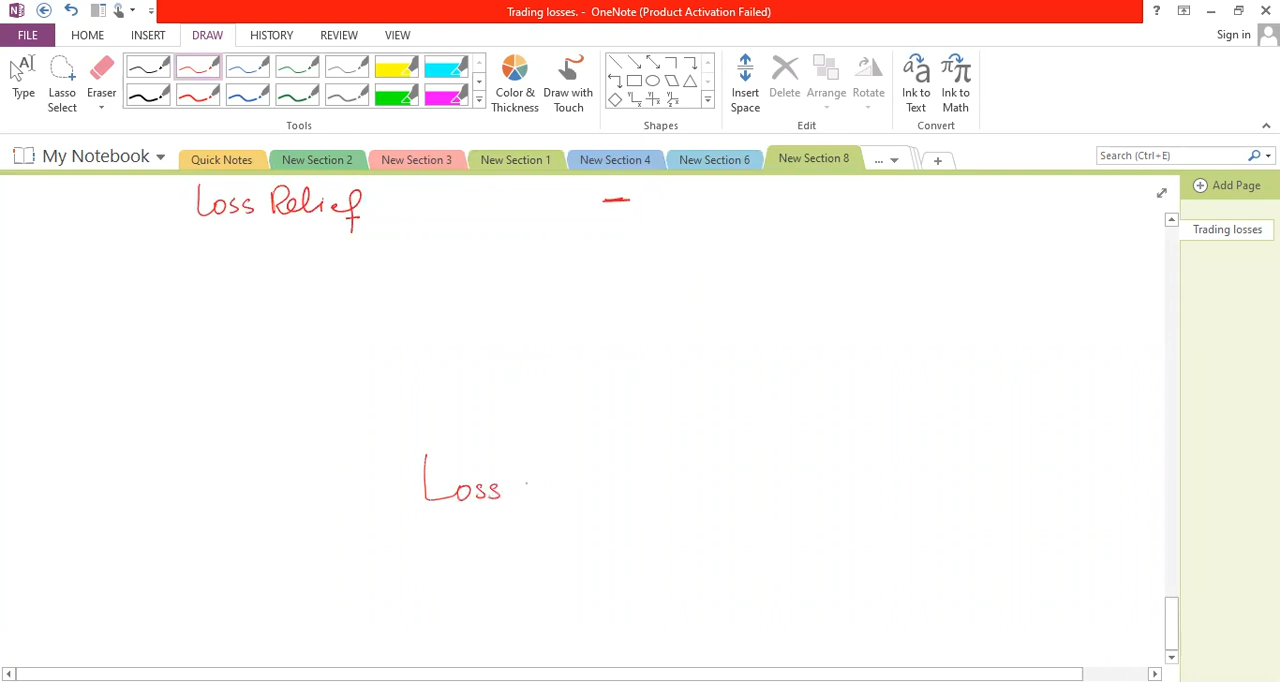 Trading losses. - OneNote (Product Activation Failed)
?
FILE HOME INSERT DRAW HISTORY REVIEW VIEW
Sign in
Type
Lasso Select
Eraser
Color & Thickness
Draw with Touch
Insert Space
Delete
Arrange
Rotate
Ink to Text
Ink to Math
Tools
Shapes
Edit
Convert
My Notebook
Quick Notes
New Section 2
New Section 3
New Section 1
New Section 4
New Section 6
New Section 8
...
Search (Ctrl+E)
Add Page
Trading losses
Loss Relief -
Loss